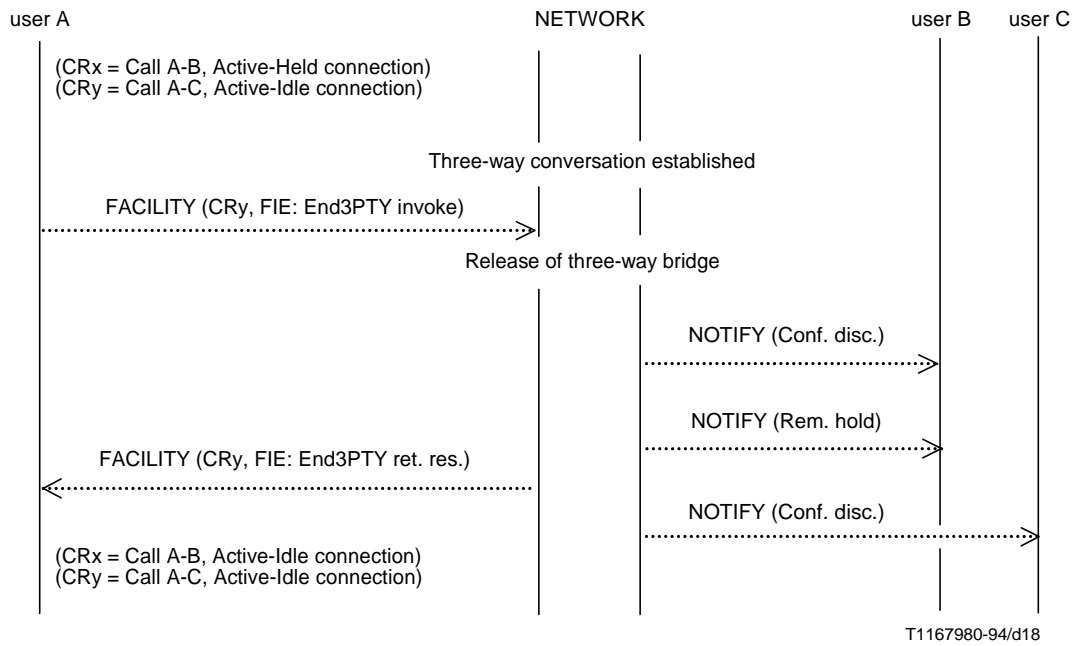 user A
NETWORK
user B
user C
(CRx = Call A-B, Active-Held connection)
(CRy = Call A-C, Active-Idle connection)
Three-way conversation established
FACILITY (CRy, FIE: End3PTY invoke)
Release of three-way bridge
NOTIFY (Conf. disc.)
NOTIFY (Rem. hold)
FACILITY (CRy, FIE: End3PTY ret. res.)
NOTIFY (Conf. disc.)
(CRx = Call A-B, Active-Idle connection)
(CRy = Call A-C, Active-Idle connection)
T1167980-94/d18